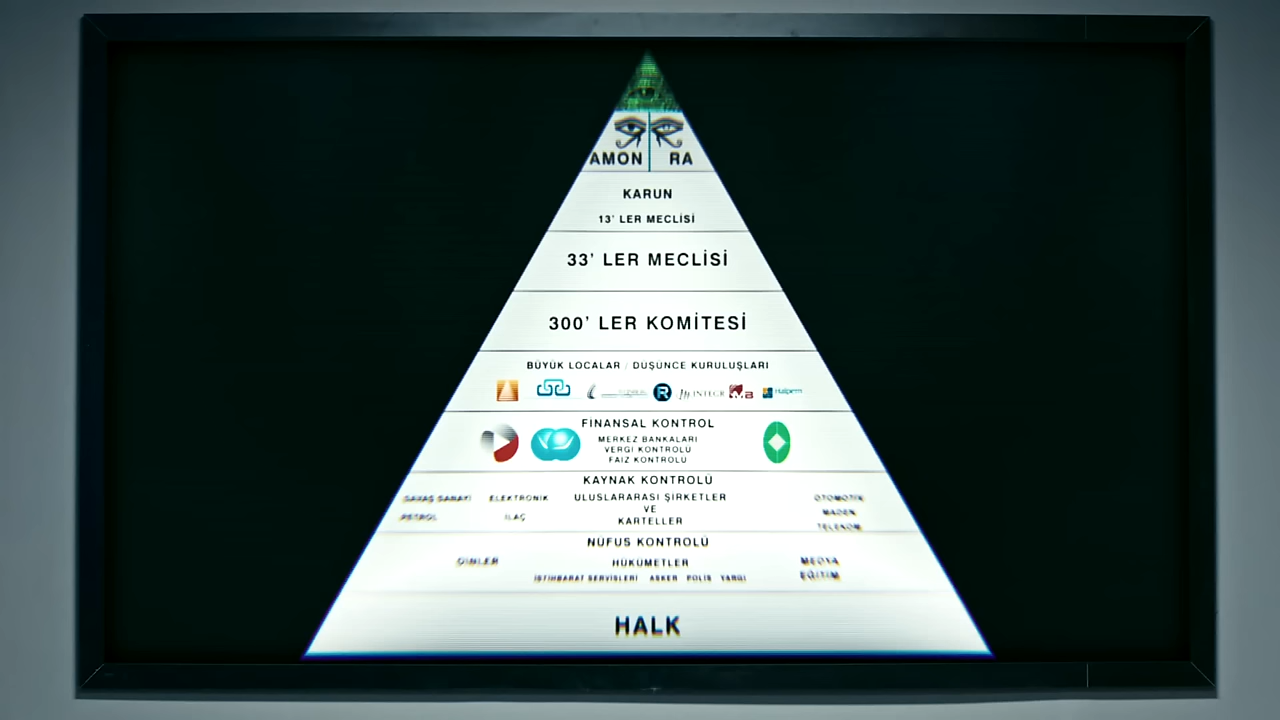 AMON RA
KARUN
13' LER MECLİSİ
33' LER MECLİSİ
300' LER KOMİTESİ
BÜYÜK LOCALAR / DÜŞÜNCE KURULUŞLARI
R INTEGR
FİNANSAL KONTROL
MERKEZ BANKALARI
VERGİ KONTROLÜ
FAİZ KONTROLÜ
KAYNAK KONTROLÜ
SAVAŞ SANAYİ ELEKTRONİK ULUSLARARASI ŞİRKETLER OTOMOTİV
VE
PETROL İLAÇ KARTELLER MADEN
TELEKOM
NÜFUS KONTROLÜ
DİNLER HÜKÜMETLER MEDYA
İSTİHBARAT SERVİSLERİ ASKER POLİS YARGI EĞİTİM
HALK